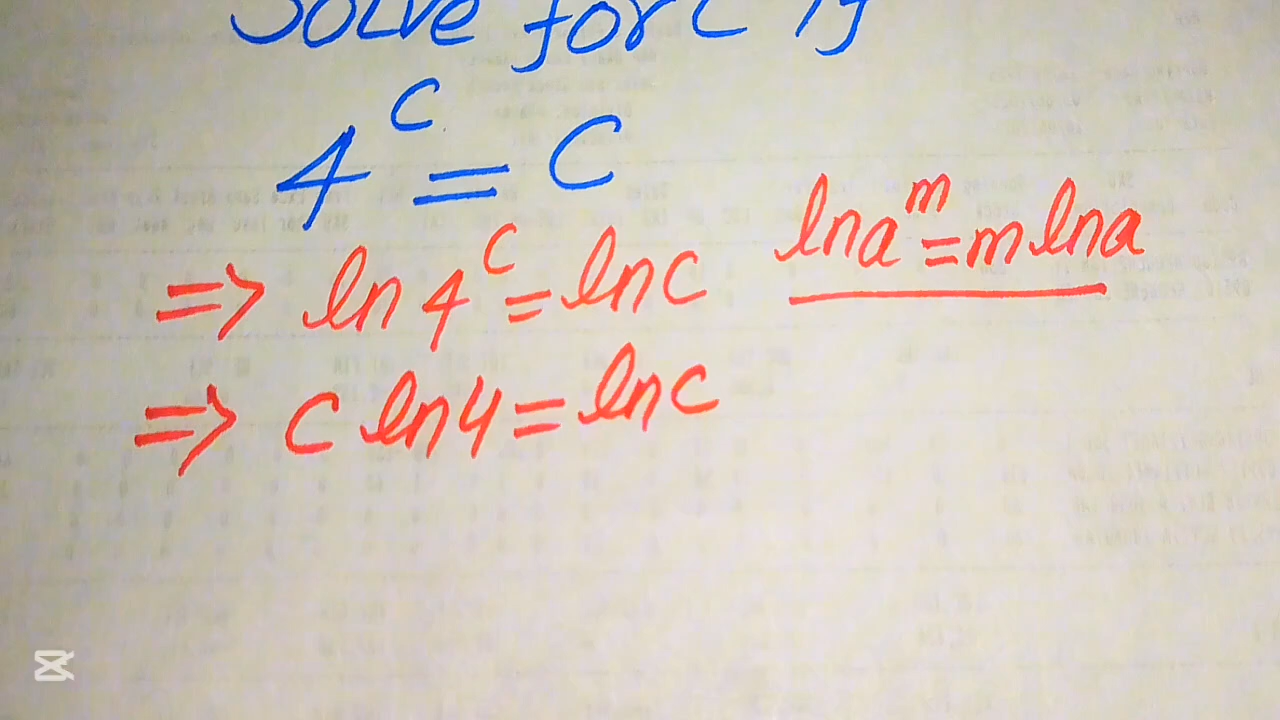 Solve for C if
4^C = C
=> ln 4^C = ln C
ln a^m = m ln a
=> C ln 4 = ln C